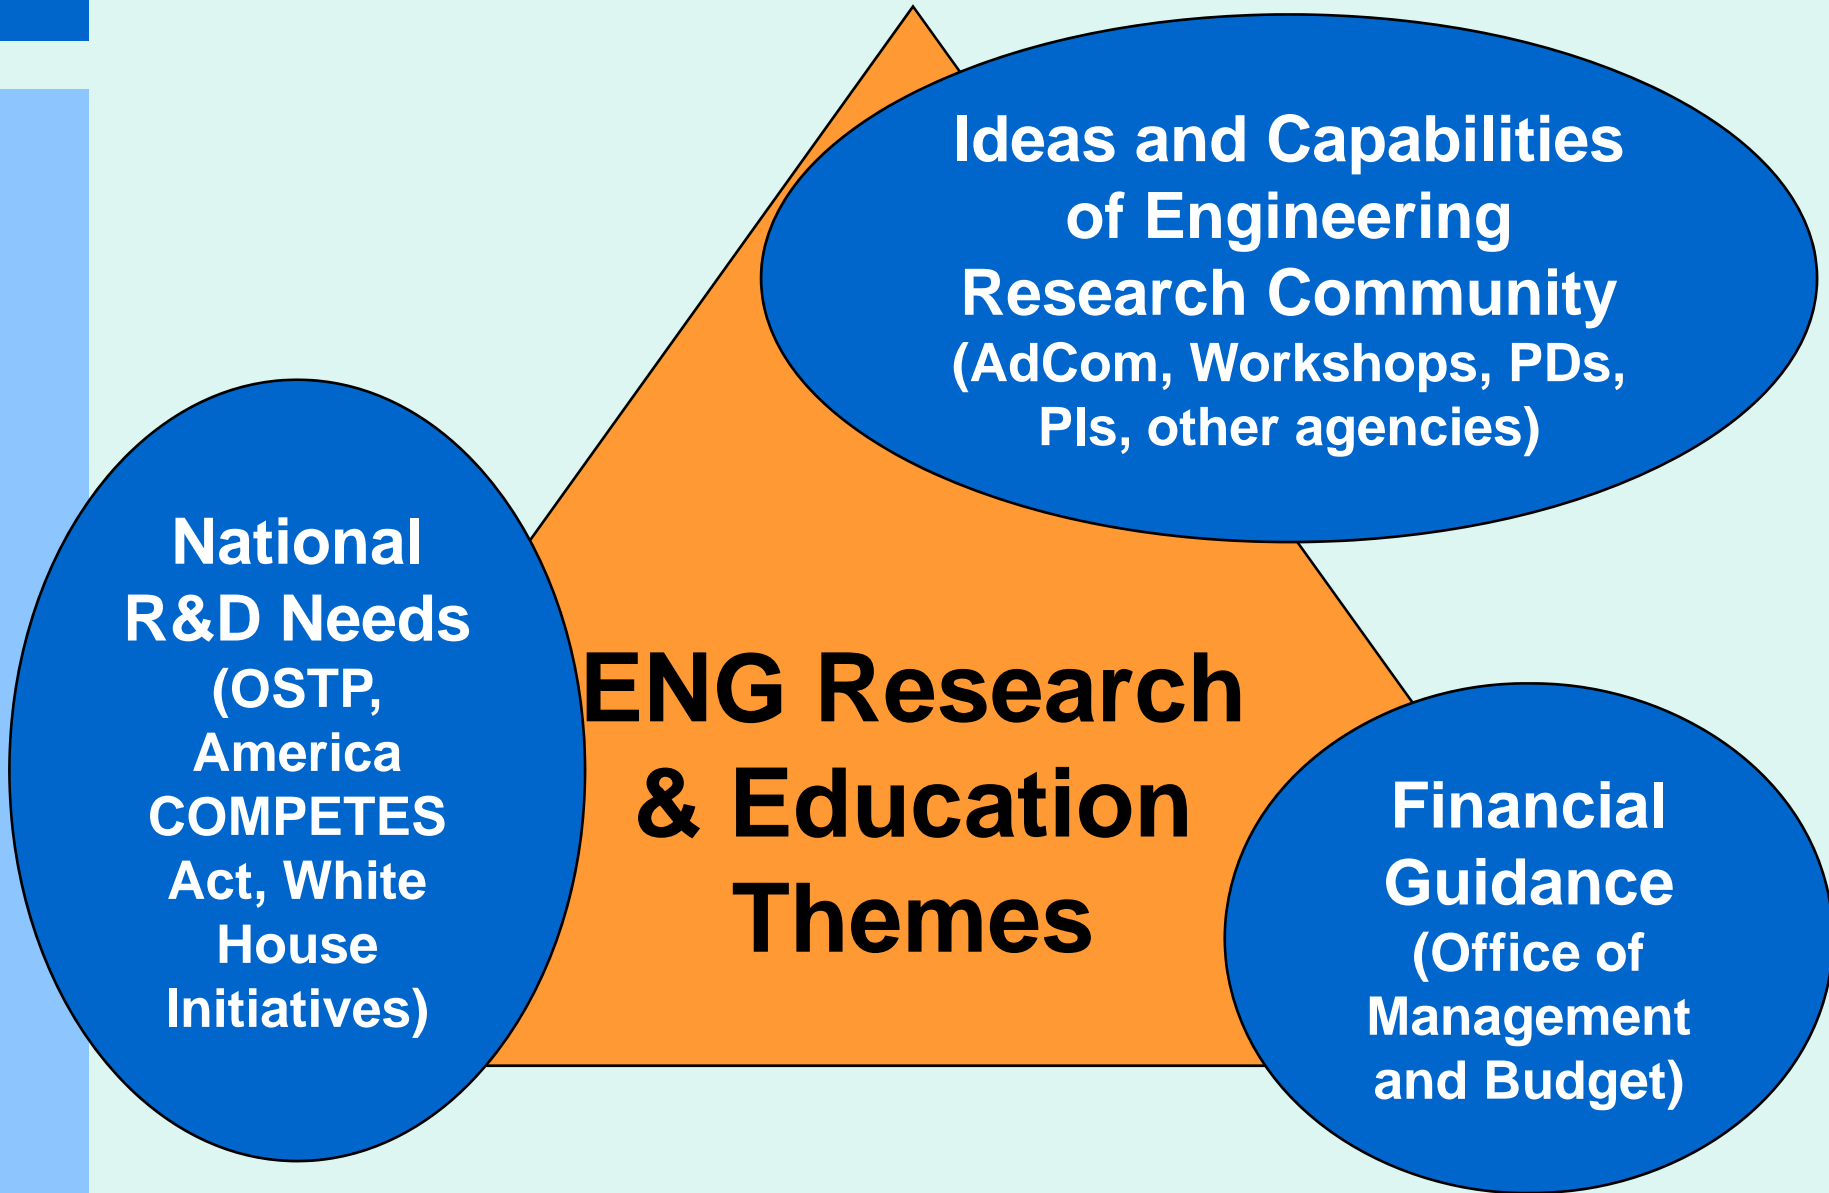 Ideas and Capabilities
of Engineering
Research Community
(AdCom, Workshops, PDs,
PIs, other agencies)
National
R&D Needs
(OSTP,
America
COMPETES
Act, White
House
Initiatives)
ENG Research
& Education
Themes
Financial
Guidance
(Office of
Management
and Budget)